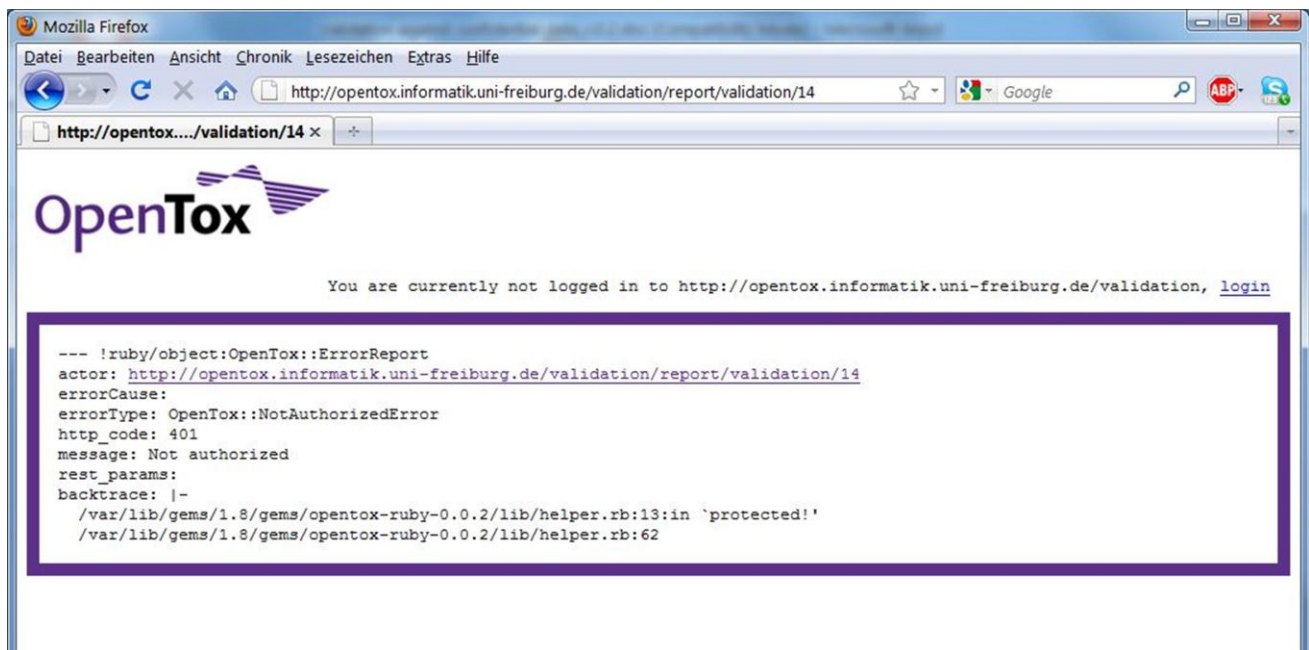 Mozilla Firefox
Datei Bearbeiten Ansicht Chronik Lesezeichen Extras Hilfe
http://opentox.informatik.uni-freiburg.de/validation/report/validation/14
Google
ABP
http://opentox..../validation/14
OpenTox
You are currently not logged in to http://opentox.informatik.uni-freiburg.de/validation, login
--- !ruby/object:OpenTox::ErrorReport
actor: http://opentox.informatik.uni-freiburg.de/validation/report/validation/14
errorCause:
errorType: OpenTox::NotAuthorizedError
http_code: 401
message: Not authorized
rest_params:
backtrace: |-
/var/lib/gems/1.8/gems/opentox-ruby-0.0.2/lib/helper.rb:13:in `protected!'
/var/lib/gems/1.8/gems/opentox-ruby-0.0.2/lib/helper.rb:62